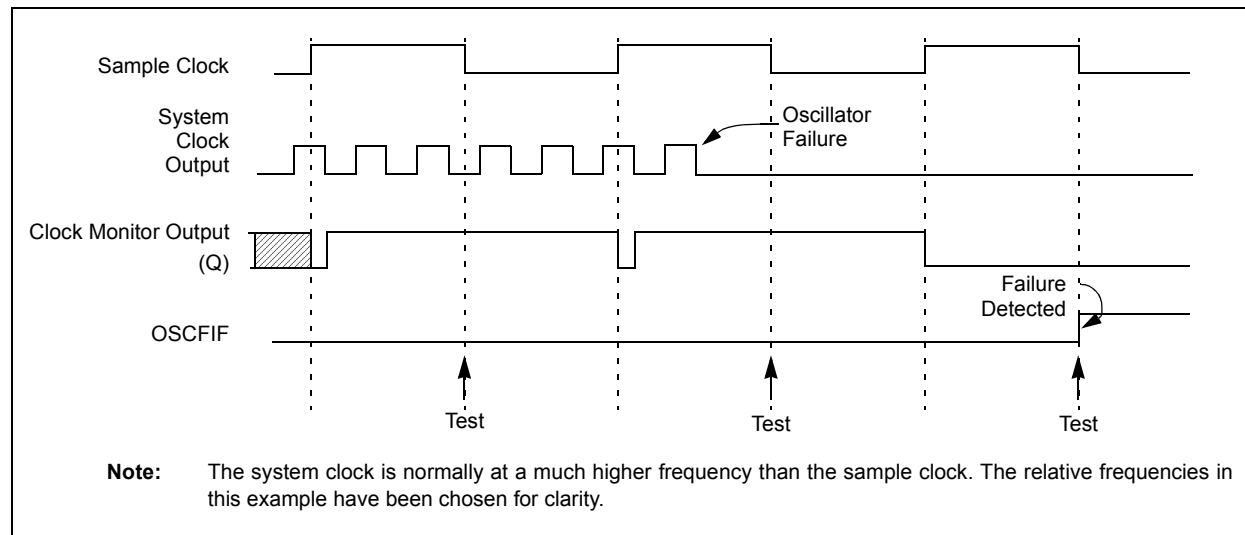 Sample Clock
System
Clock
Output
Oscillator
Failure
Clock Monitor Output
(Q)
Failure
Detected
OSCFIF
Test
Test
Test
Note: The system clock is normally at a much higher frequency than the sample clock. The relative frequencies in
this example have been chosen for clarity.